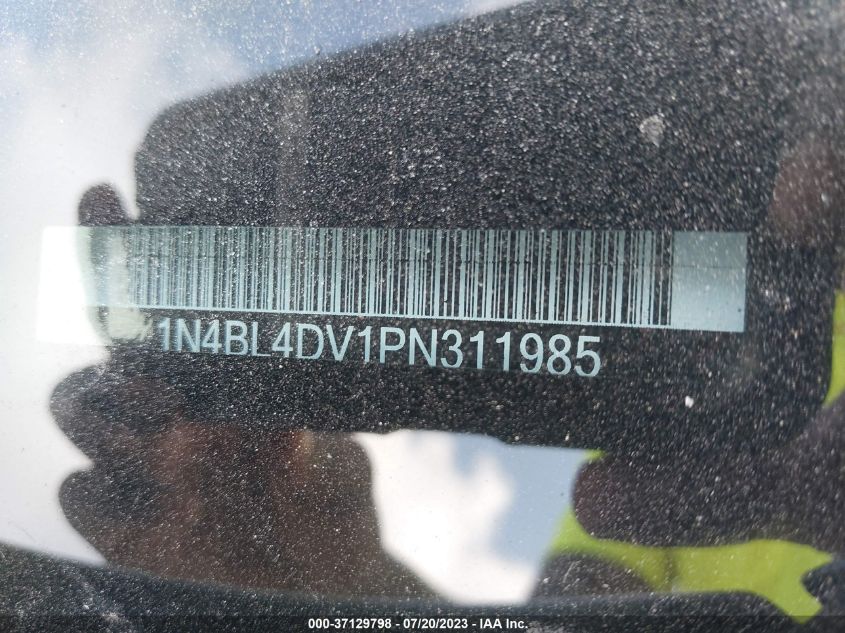 1N4BL4DV1PN311985
000-37129798 - 07/20/2023 - IAA Inc.